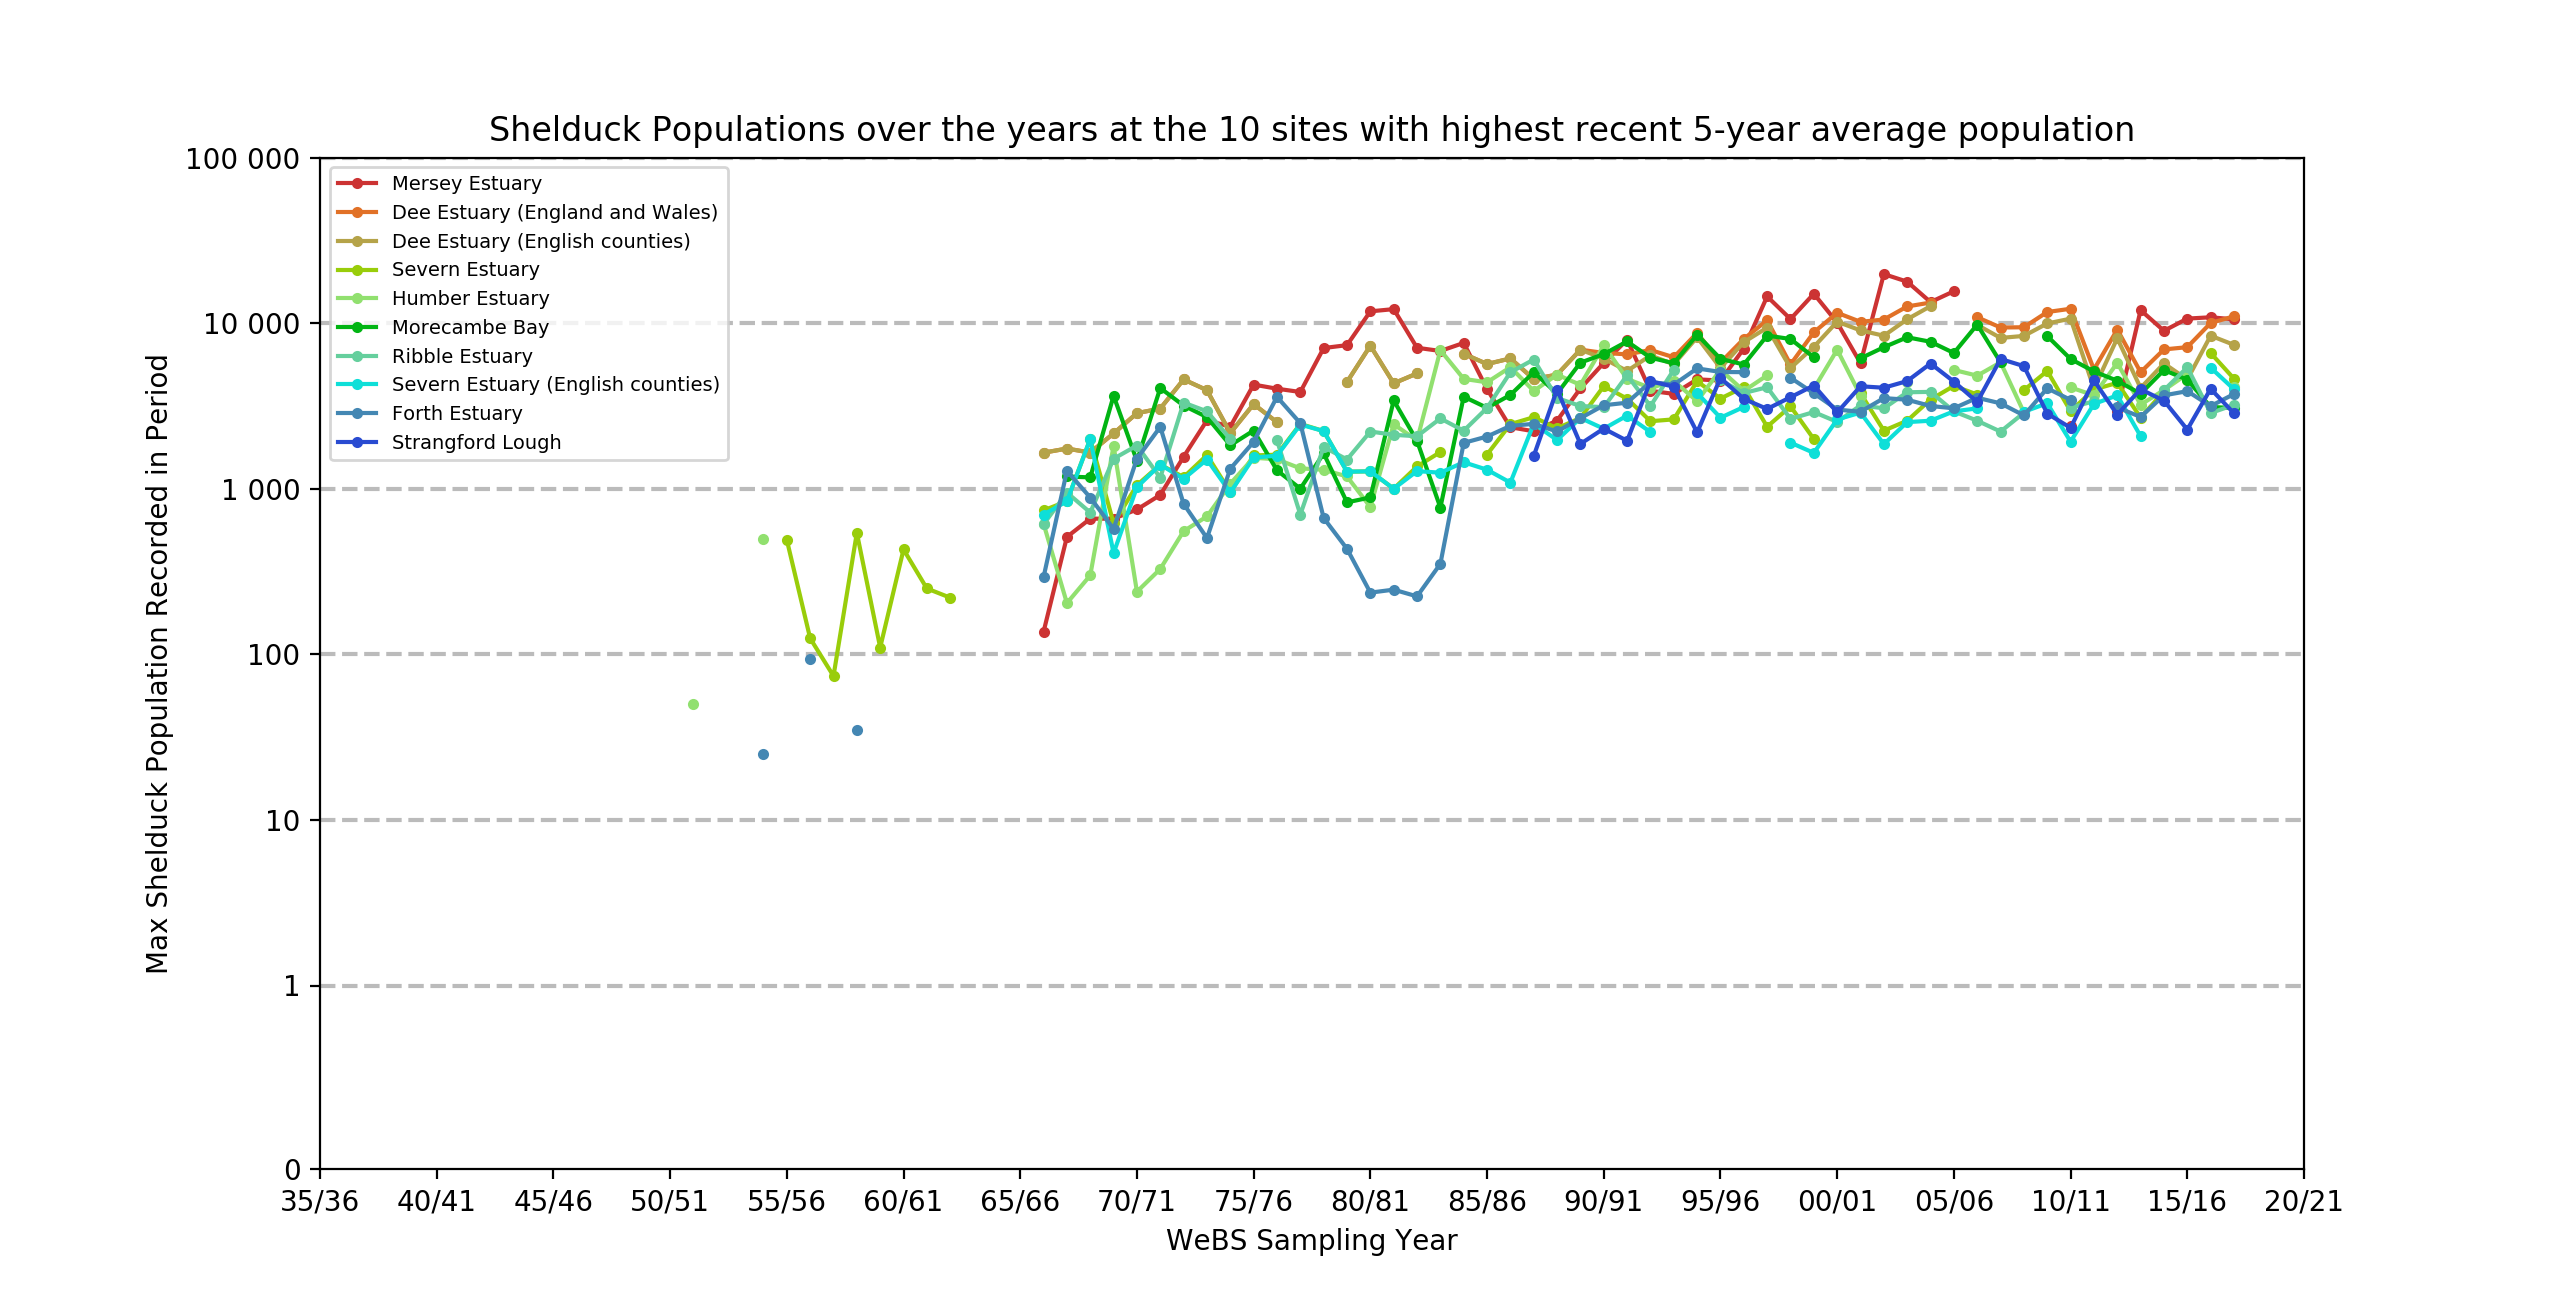 Shelduck Populations over the years at the 10 sites with highest recent 5-year average population
Max Shelduck Population Recorded in Period
100 000
10 000
1 000
100
10
1
0
Mersey Estuary
Dee Estuary (England and Wales)
Dee Estuary (English counties)
Severn Estuary
Humber Estuary
Morecambe Bay
Ribble Estuary
Severn Estuary (English counties)
Forth Estuary
Strangford Lough
35/36 40/41 45/46 50/51 55/56 60/61 65/66 70/71 75/76 80/81 85/86 90/91 95/96 00/01 05/06 10/11 15/16 20/21
WeBS Sampling Year